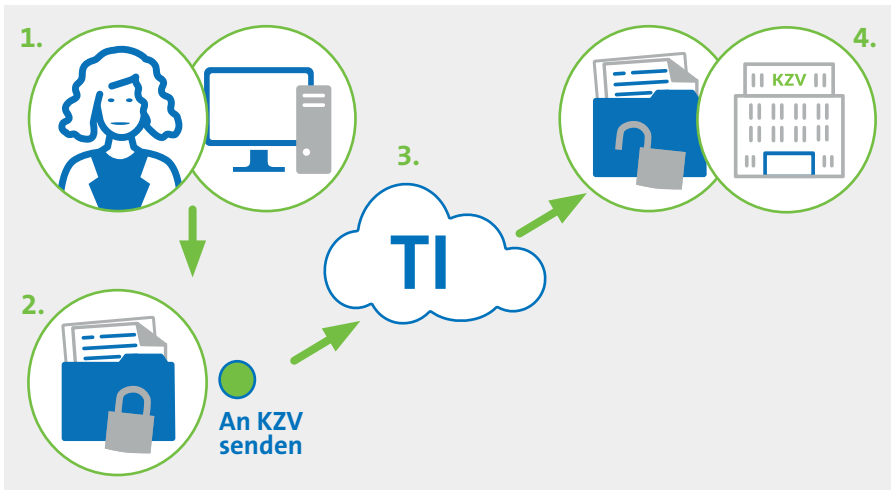 1.
2.
An KZV
senden
3.
TI
4.
KZV